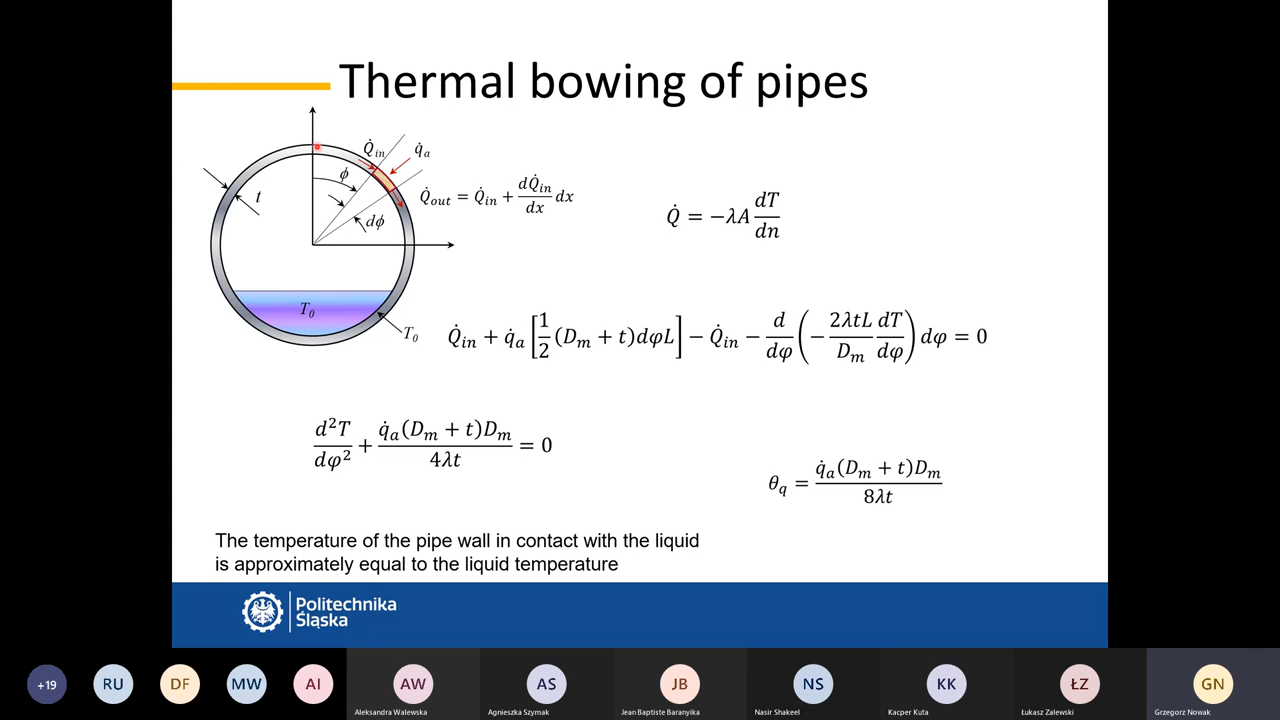 Thermal bowing of pipes
Q̇_in
q̇_a
ϕ
t
dϕ
Q̇_out = Q̇_in + dQ̇_in/dx dx
Q̇ = −λA dT/dn
T_0
T_0
Q̇_in + q̇_a [1/2 (D_m + t)dφL] − Q̇_in − d/dφ (− 2λtL/D_m dT/dφ) dφ = 0
d²T/dφ² + q̇_a(D_m + t)D_m/4λt = 0
θ_q = q̇_a(D_m + t)D_m/8λt
The temperature of the pipe wall in contact with the liquid
is approximately equal to the liquid temperature
Politechnika
Śląska
+19
RU
DF
MW
AI
AW
Aleksandra Walewska
AS
Agnieszka Szymak
JB
Jean Baptiste Baranyika
NS
Nasir Shakeel
KK
Kacper Kuta
ŁZ
Łukasz Zalewski
GN
Grzegorz Nowak